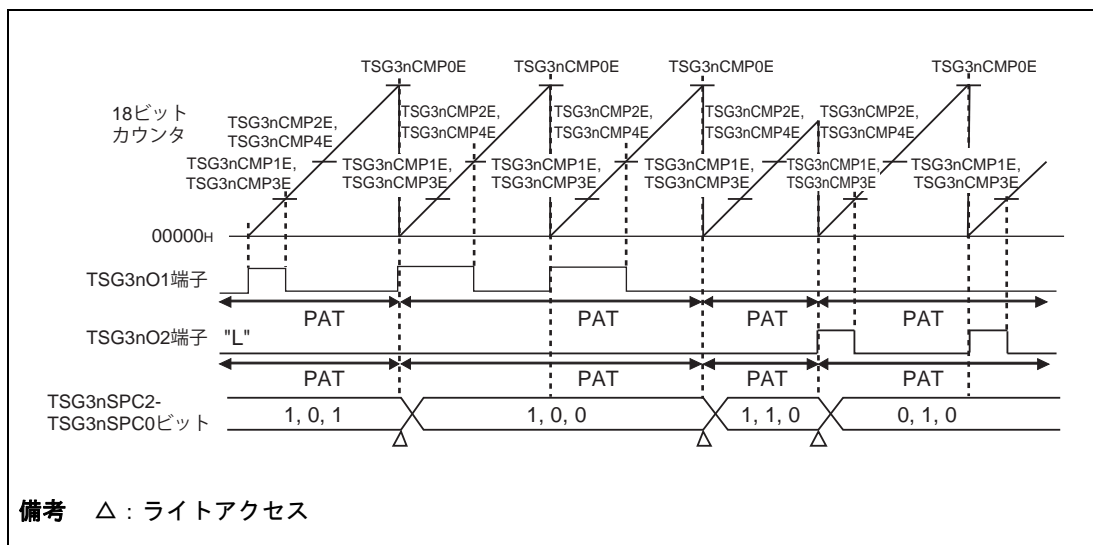 TSG3nCMP0E TSG3nCMP0E TSG3nCMP0E TSG3nCMP0E
18ビット
カウンタ
TSG3nCMP2E,
TSG3nCMP4E
TSG3nCMP2E,
TSG3nCMP4E
TSG3nCMP2E,
TSG3nCMP4E
TSG3nCMP2E,
TSG3nCMP4E
TSG3nCMP2E,
TSG3nCMP4E
TSG3nCMP1E,
TSG3nCMP3E
TSG3nCMP1E,
TSG3nCMP3E
TSG3nCMP1E,
TSG3nCMP3E
TSG3nCMP1E,
TSG3nCMP3E
TSG3nCMP1E,
TSG3nCMP3E
TSG3nCMP1E,
TSG3nCMP3E
00000H
TSG3nO1端子
PAT PAT PAT PAT
TSG3nO2端子 "L"
PAT PAT PAT PAT
TSG3nSPC2-
TSG3nSPC0ビット
1, 0, 1 1, 0, 0 1, 1, 0 0, 1, 0
備考 △：ライトアクセス